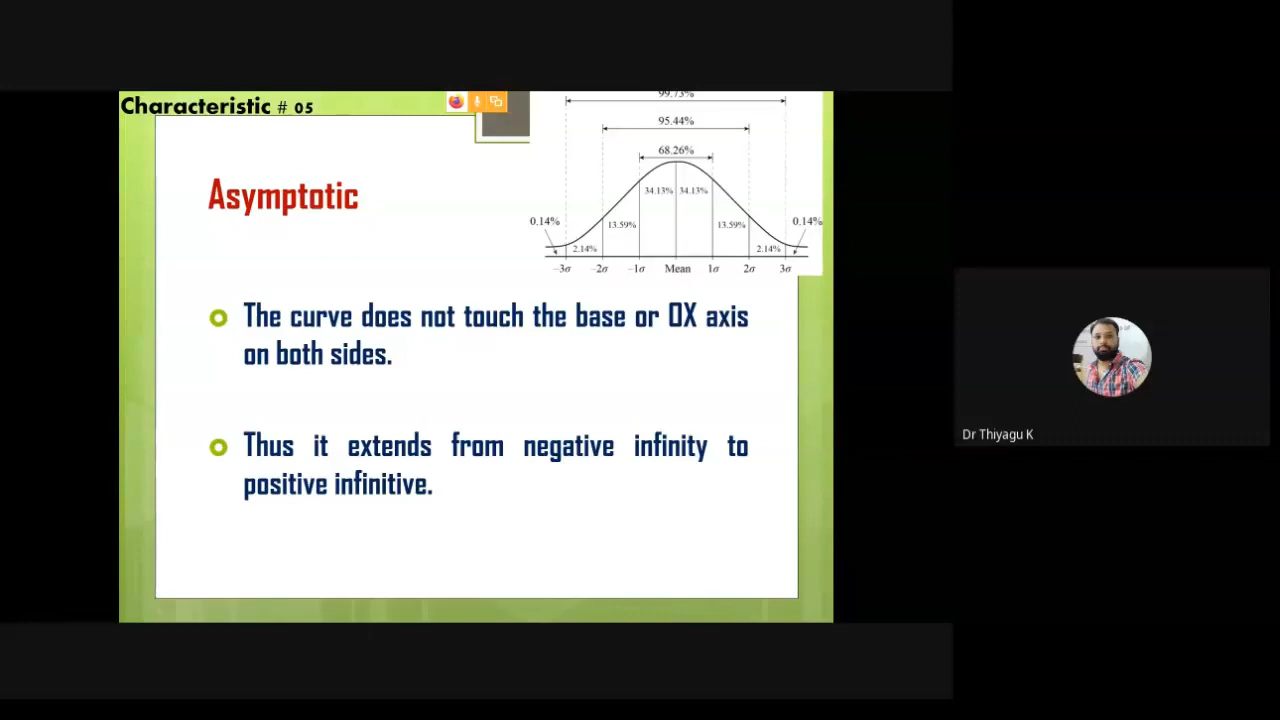 Characteristic # 05
99.73%
95.44%
68.26%
Asymptotic
34.13% 34.13%
0.14% 13.59% 13.59% 0.14%
2.14% 2.14%
−3σ −2σ −1σ Mean 1σ 2σ 3σ
The curve does not touch the base or OX axis
on both sides.
Thus it extends from negative infinity to
positive infinitive.
Dr Thiyagu K